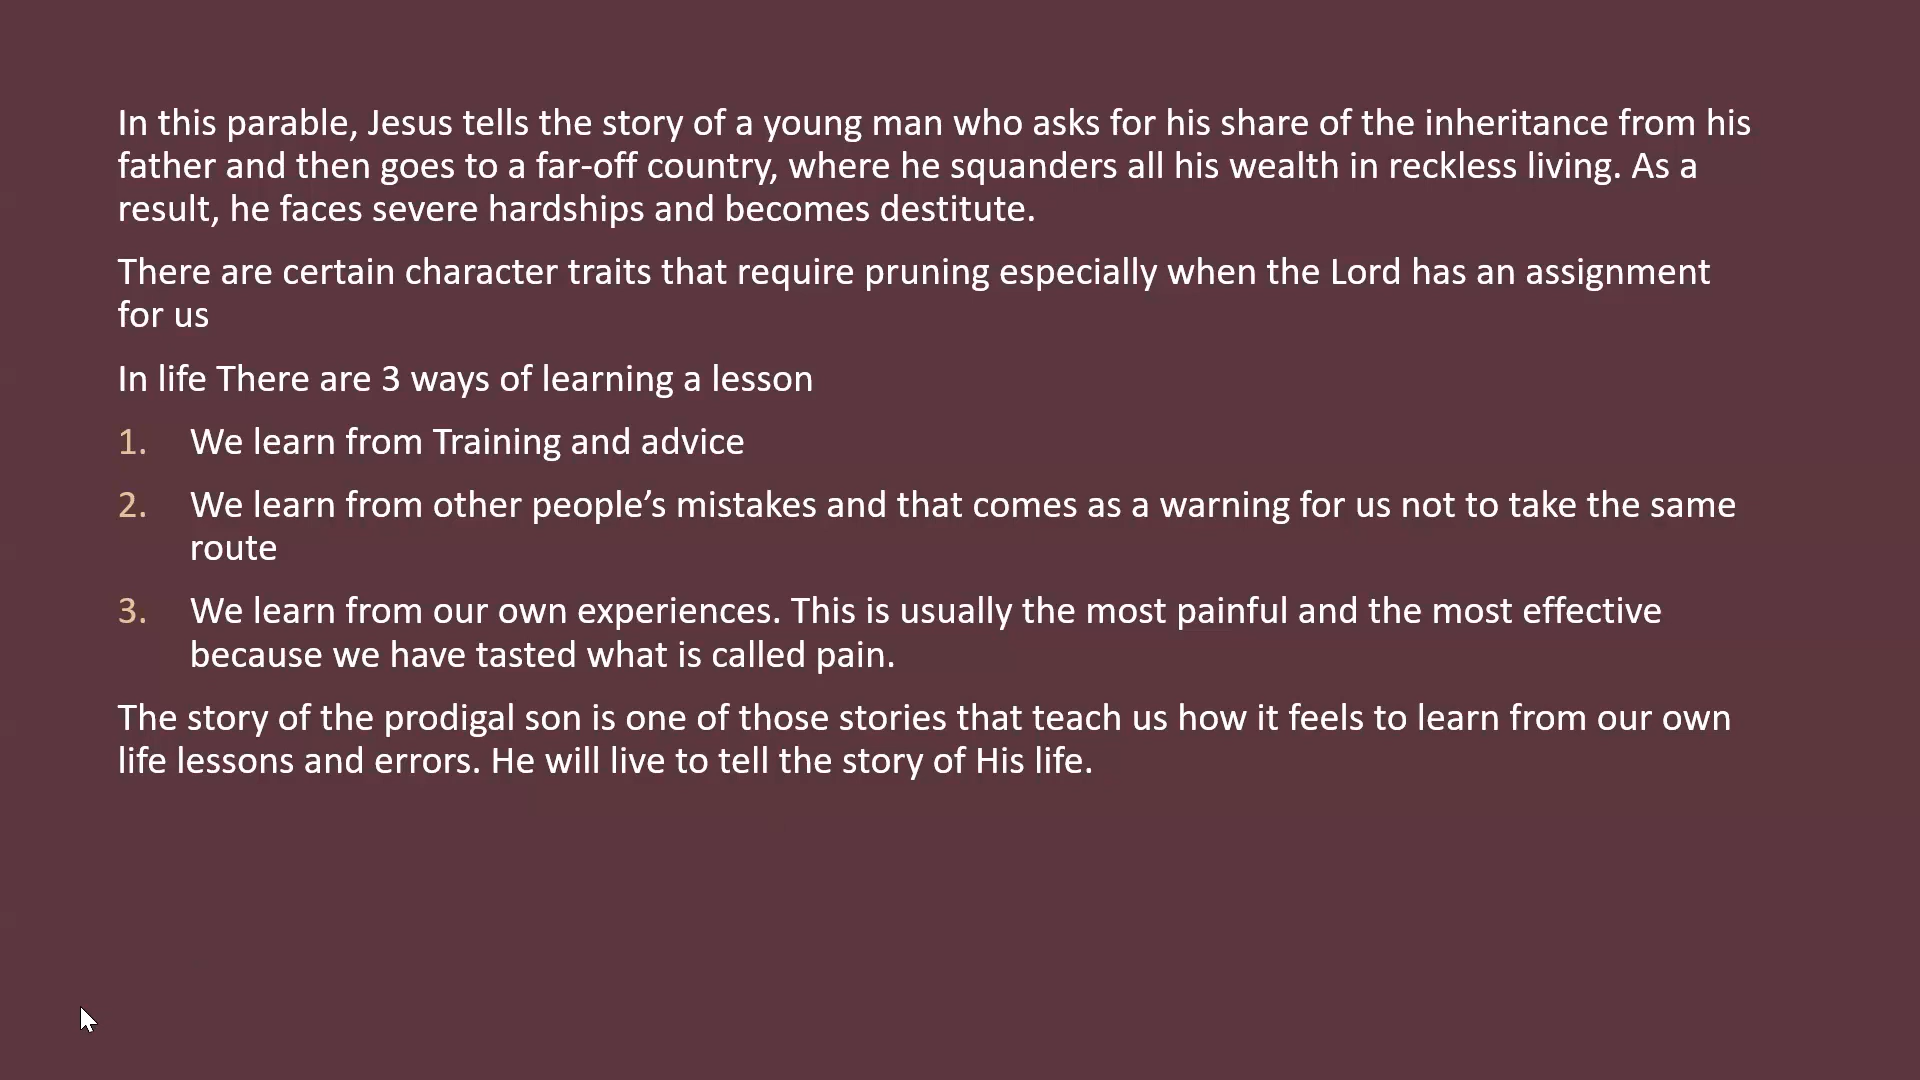 In this parable, Jesus tells the story of a young man who asks for his share of the inheritance from his
father and then goes to a far-off country, where he squanders all his wealth in reckless living. As a
result, he faces severe hardships and becomes destitute.
There are certain character traits that require pruning especially when the Lord has an assignment
for us
In life There are 3 ways of learning a lesson
1. We learn from Training and advice
2. We learn from other people’s mistakes and that comes as a warning for us not to take the same
route
3. We learn from our own experiences. This is usually the most painful and the most effective
because we have tasted what is called pain.
The story of the prodigal son is one of those stories that teach us how it feels to learn from our own
life lessons and errors. He will live to tell the story of His life.